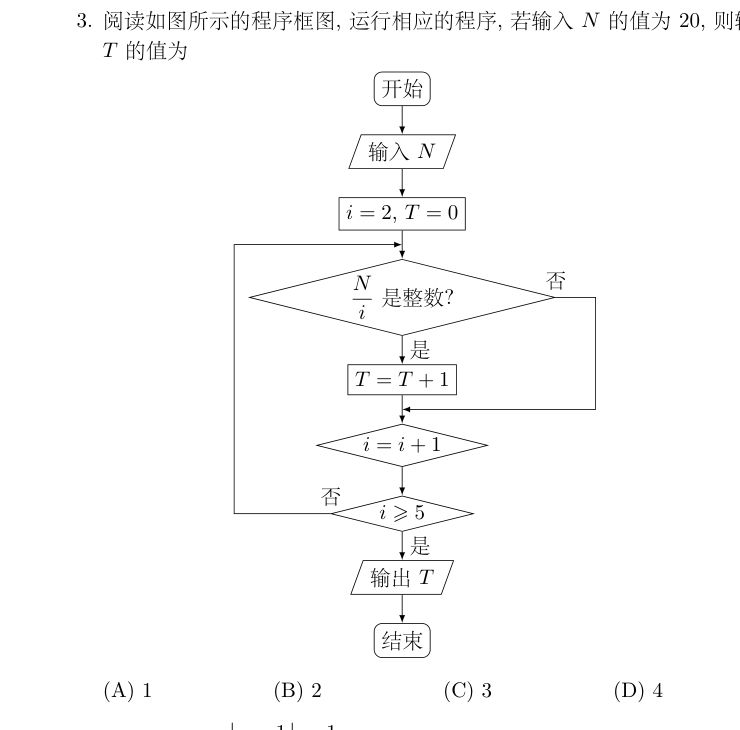 3. 阅读如图所示的程序框图, 运行相应的程序, 若输入 N 的值为 20, 则
T 的值为
开始
输入 N
i = 2, T = 0
N/i 是整数?
否
是
T = T + 1
i = i + 1
否
i ⩾ 5
是
输出 T
结束
(A) 1 (B) 2 (C) 3 (D) 4